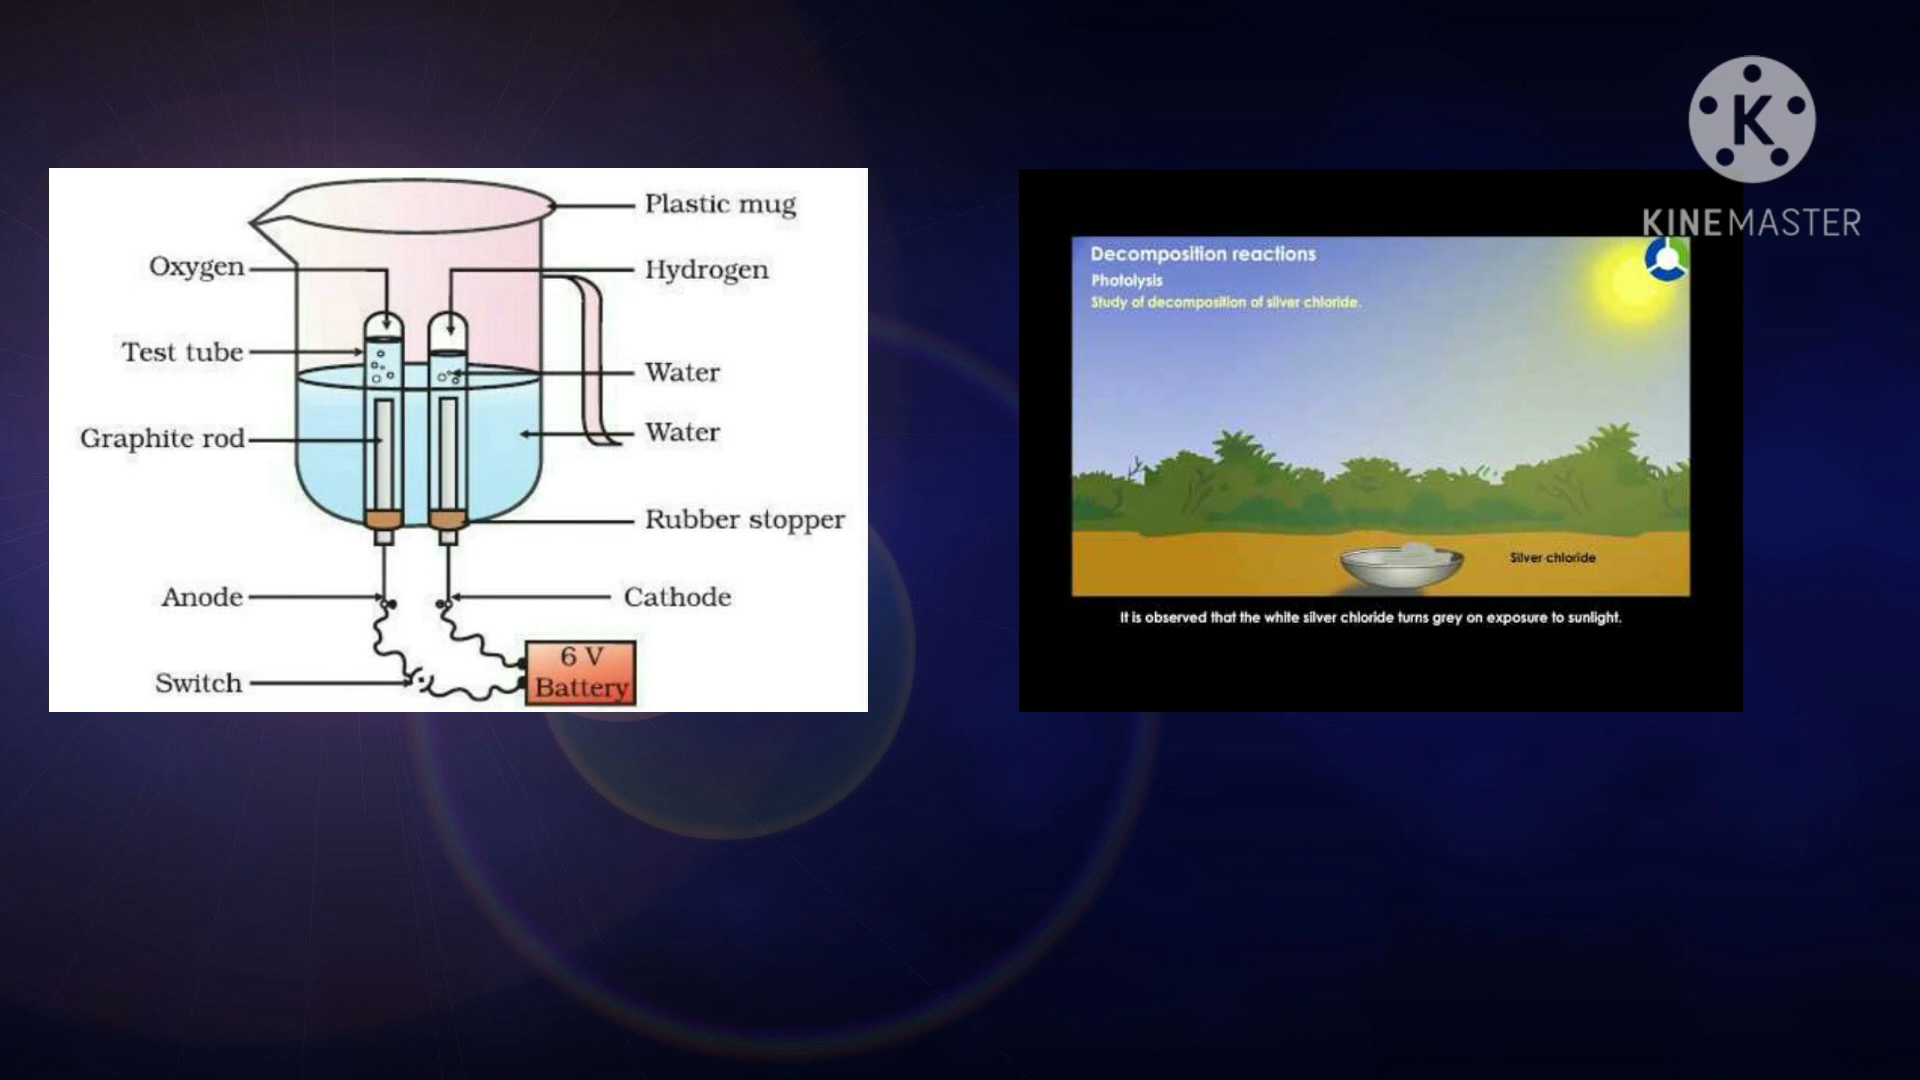 Plastic mug
Oxygen
Hydrogen
Test tube
Water
Graphite rod
Water
Rubber stopper
Anode
Cathode
Switch
6 V
Battery
K
KINEMASTER
Decomposition reactions
Photolysis
Study of decomposition of silver chloride.
Silver chloride
It is observed that the white silver chloride turns grey on exposure to sunlight.